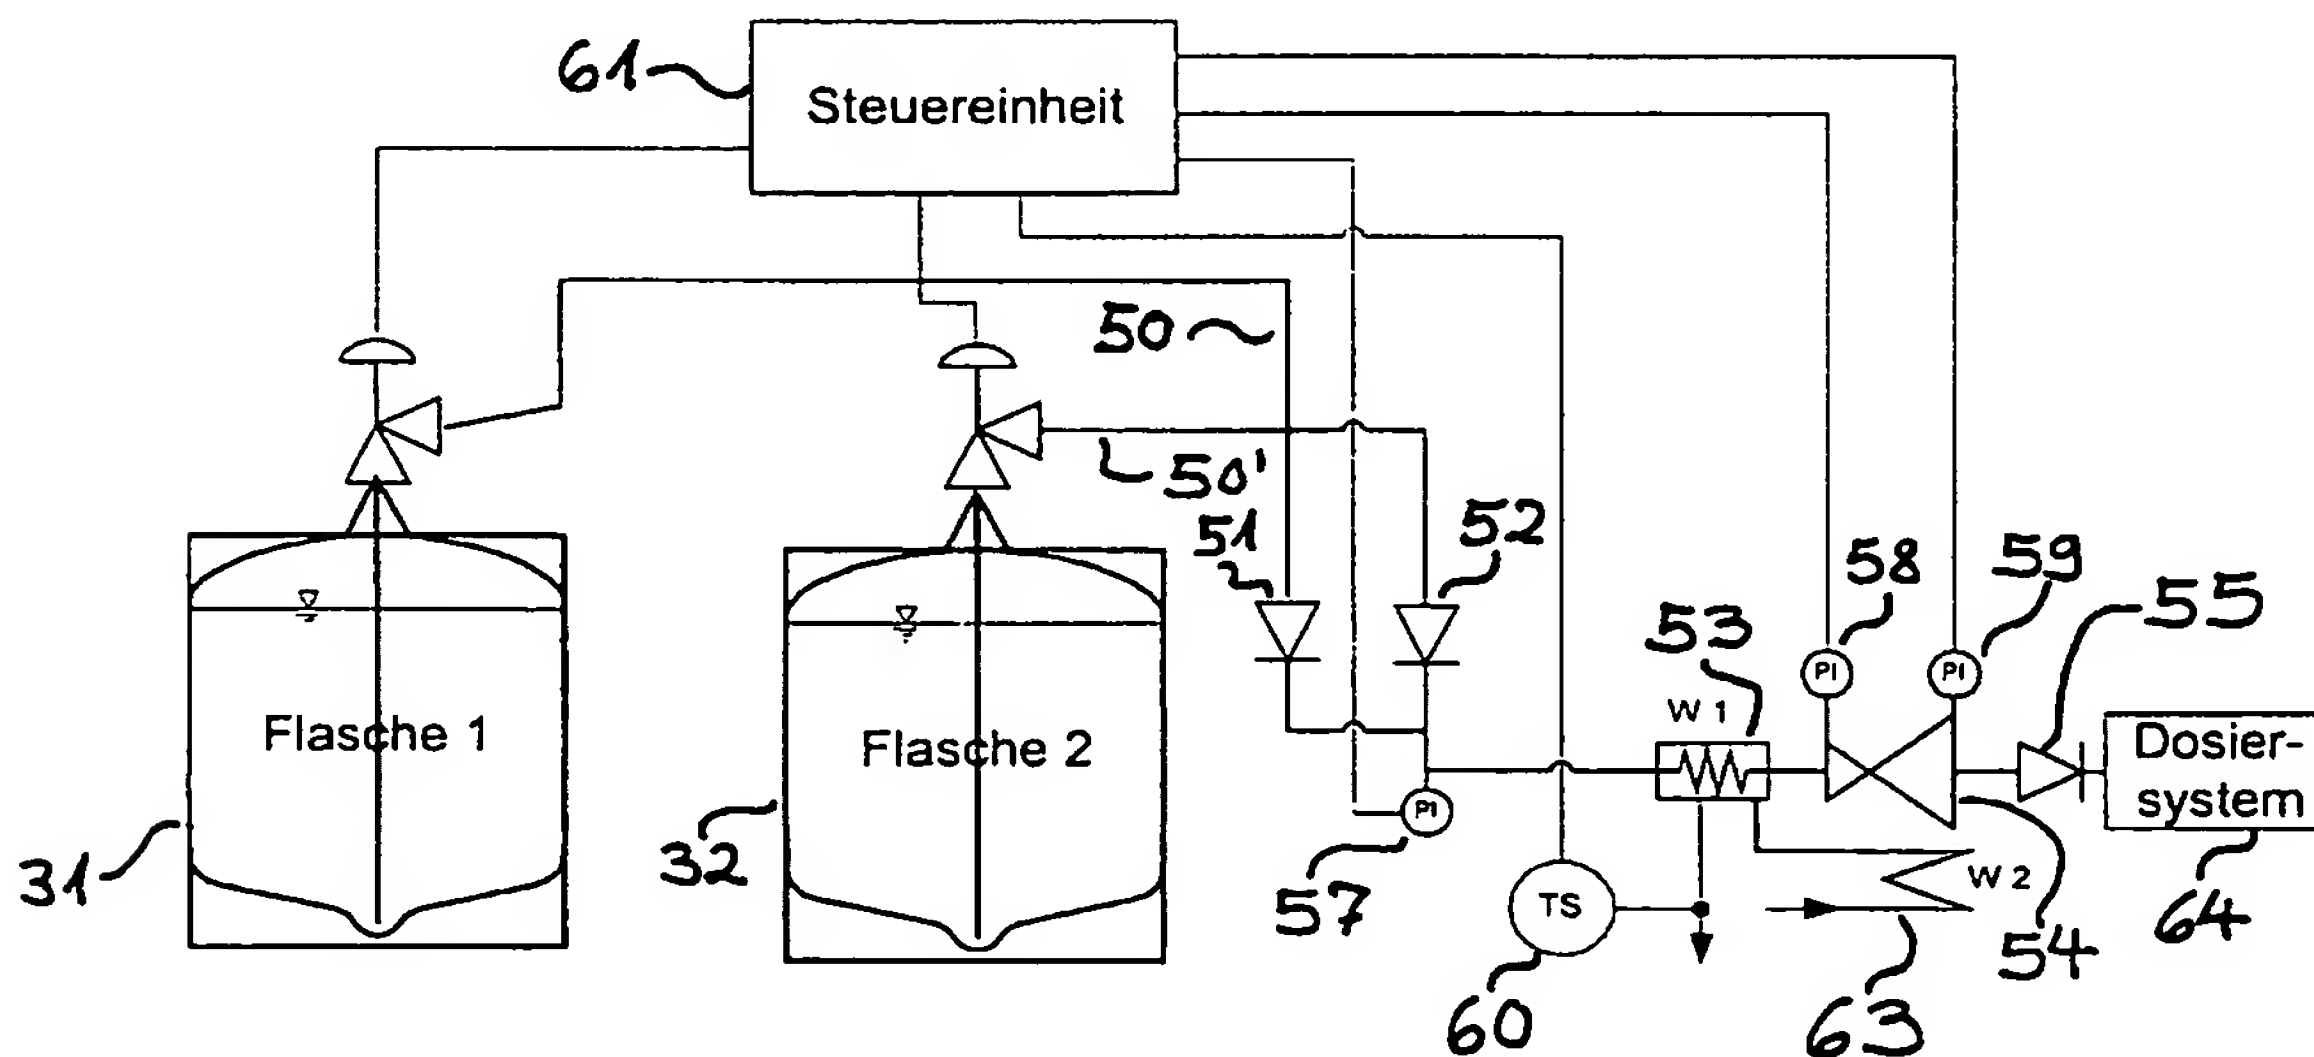 61
Steuereinheit
50
50'
51
52
58
59
55
53
W 1
PI
PI
Flasche 1
Flasche 2
Dosier-
system
PI
31
32
57
TS
W 2
54
64
60
63